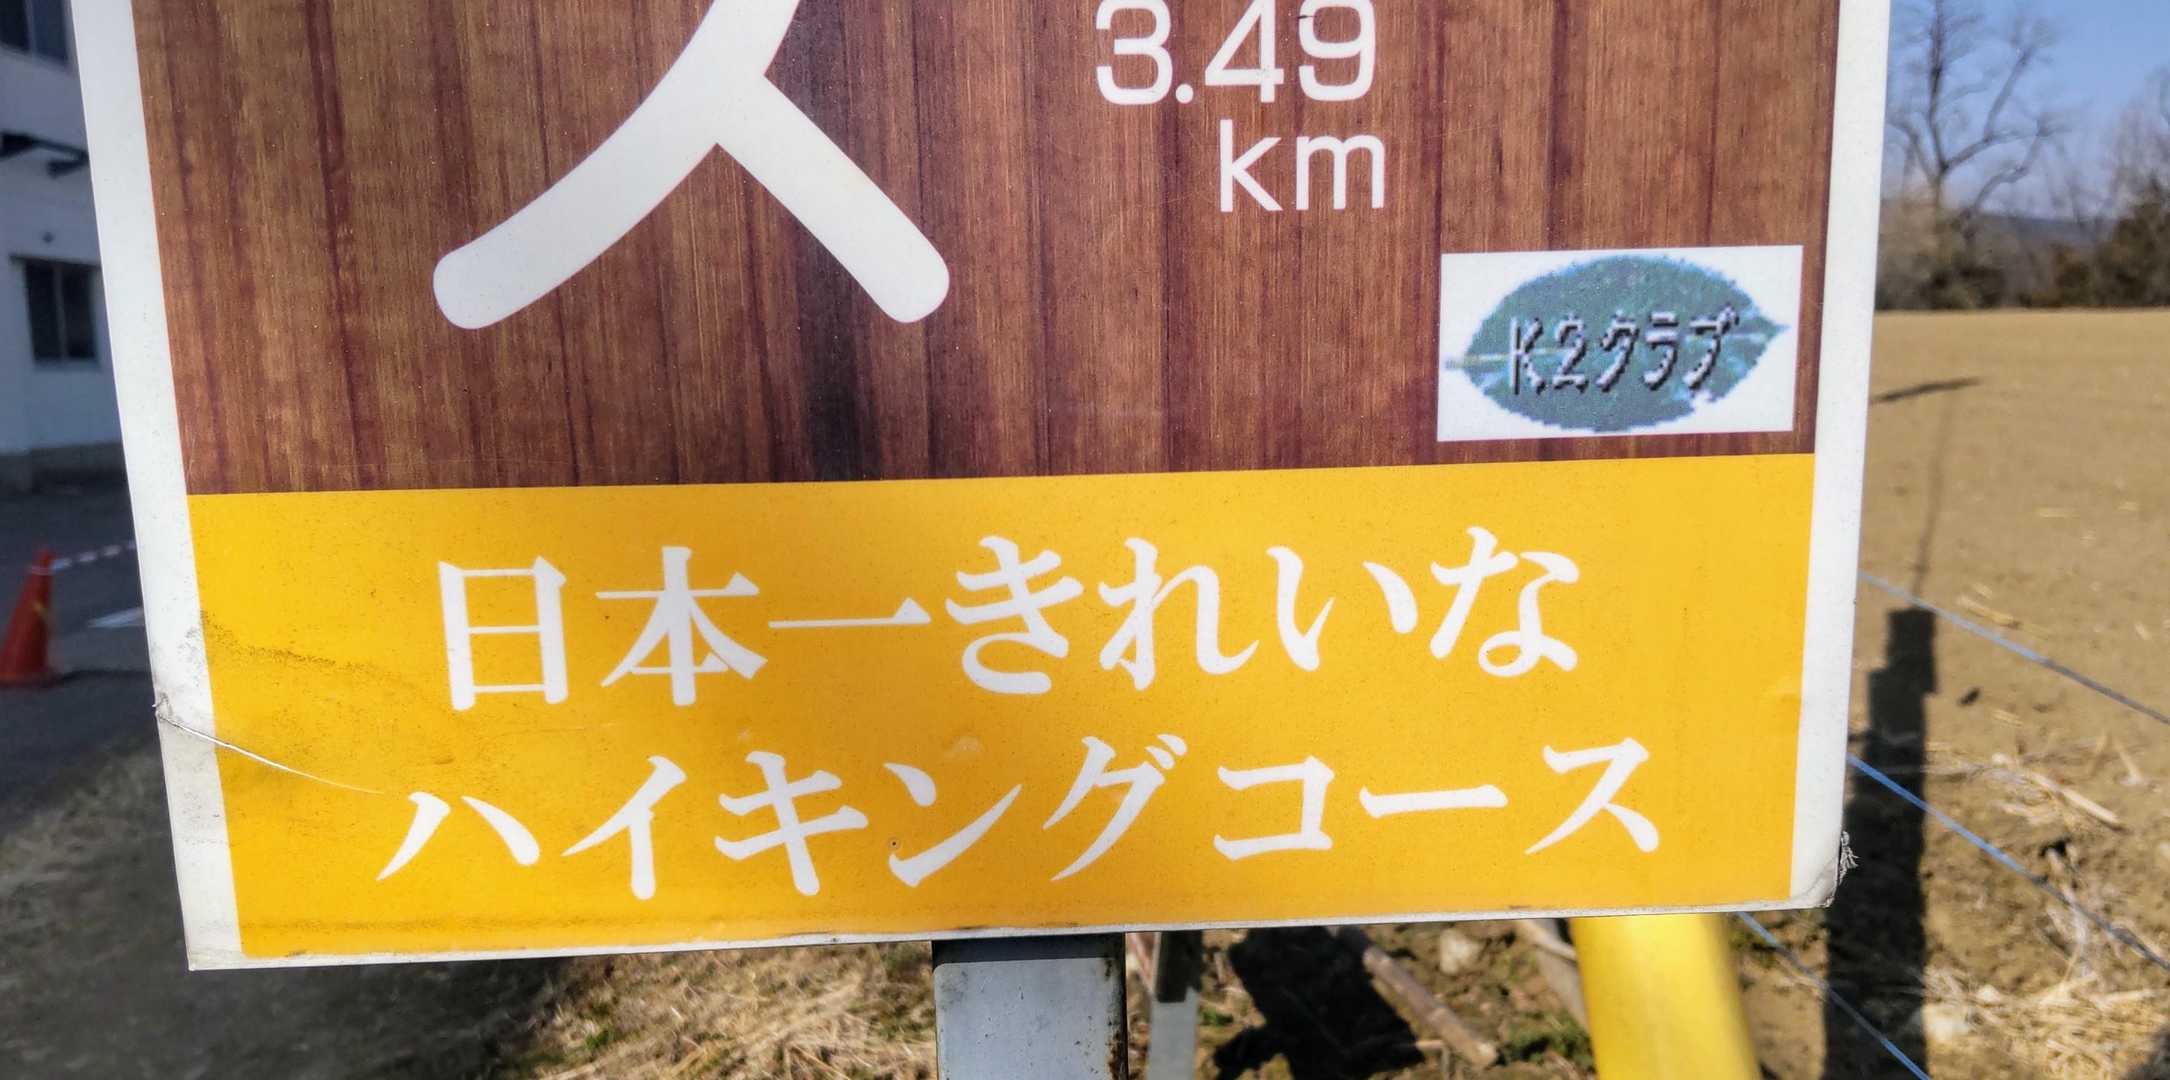 ス
3.49
km
K2クラブ
日本一きれいな
ハイキングコース